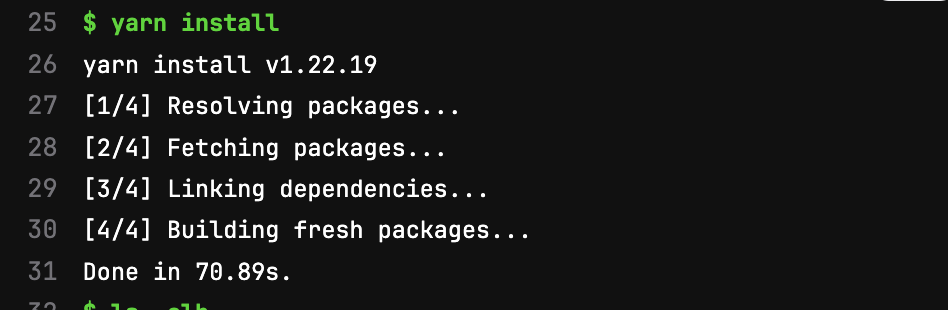 25 $ yarn install
26 yarn install v1.22.19
27 [1/4] Resolving packages...
28 [2/4] Fetching packages...
29 [3/4] Linking dependencies...
30 [4/4] Building fresh packages...
31 Done in 70.89s.
32 $